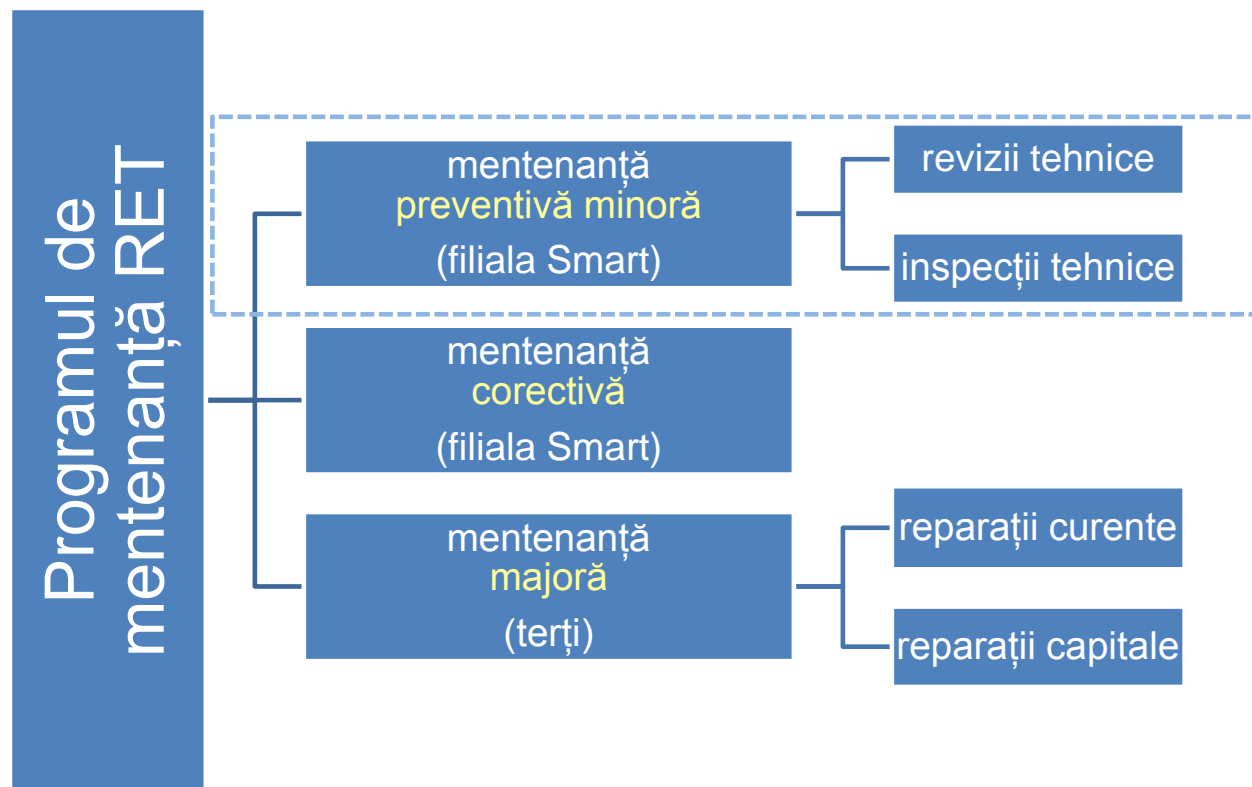 Programul de
mentenanță RET
mentenanță
preventivă minoră
(filiala Smart)
revizii tehnice
inspecții tehnice
mentenanță
corectivă
(filiala Smart)
mentenanță
majoră
(terți)
reparații curente
reparații capitale